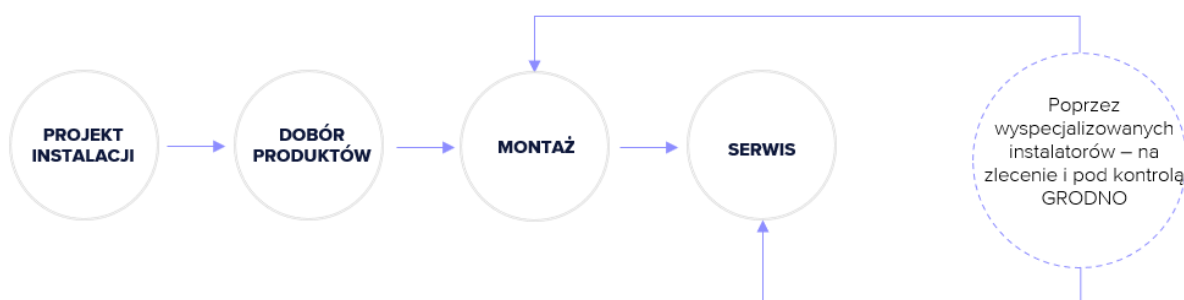 PROJEKT
INSTALACJI
DOBÓR
PRODUKTÓW
MONTAŻ
SERWIS
Poprzez
wyspecjalizowanych
instalatorów – na
zlecenie i pod kontrolą
GRODNO